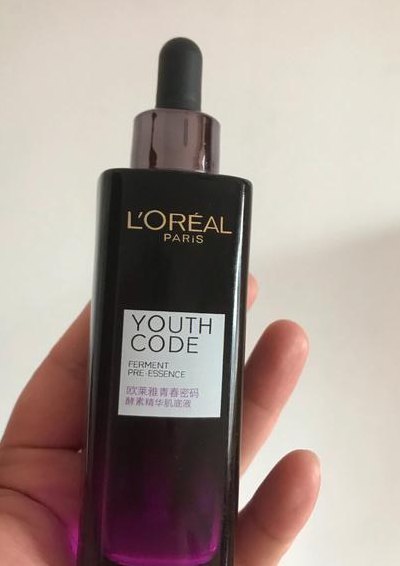 L'ORÉAL
PARiS
YOUTH
CODE
FERMENT
PRE-ESSENCE
欧莱雅青春密码
酵素精华肌底液